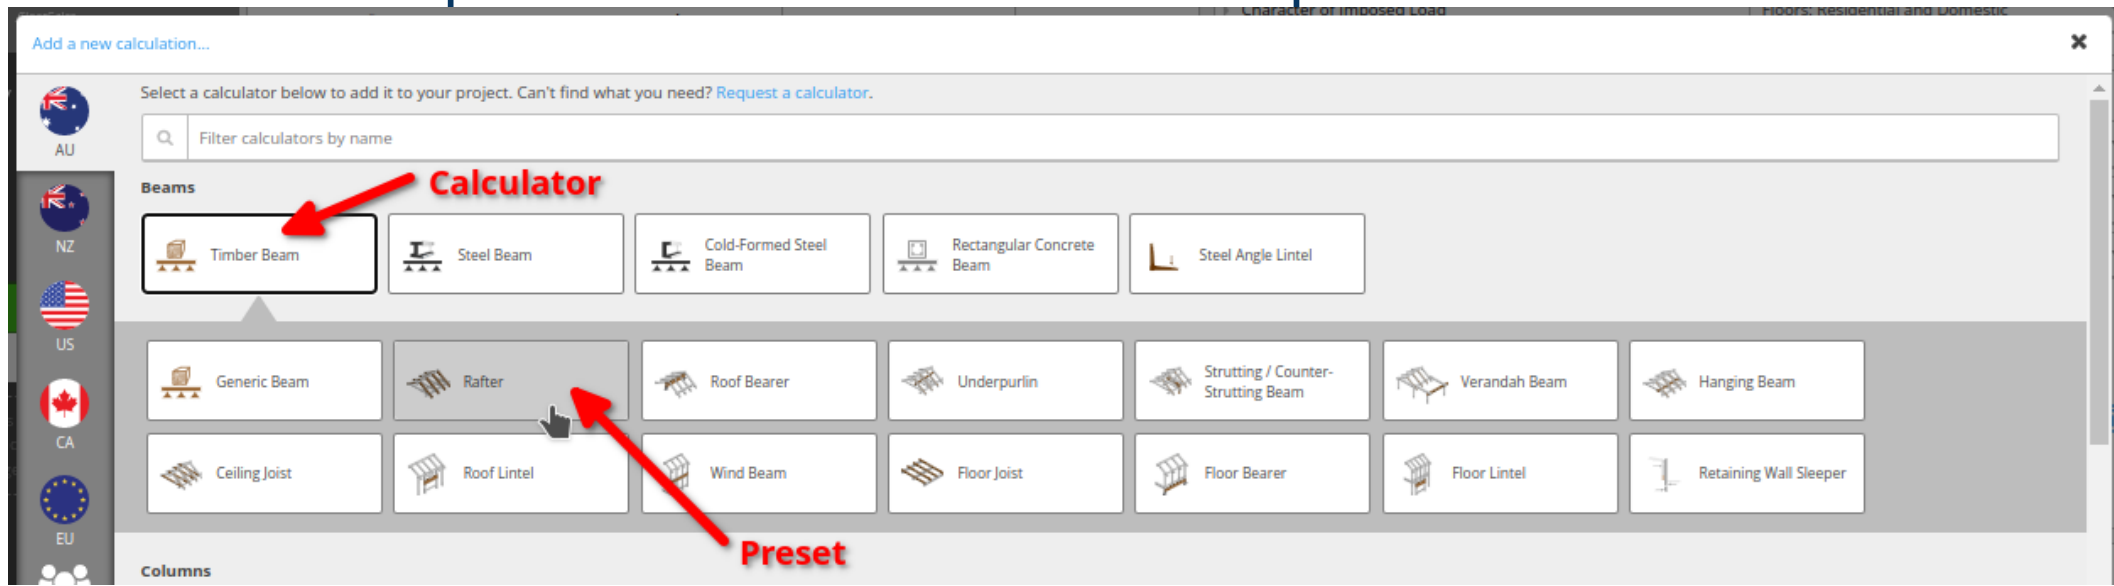 Character of Imposed Load
Floors: Residential and Domestic
Add a new calculation...
Select a calculator below to add it to your project. Can't find what you need? Request a calculator.
AU
Filter calculators by name
Beams
Calculator
NZ
Timber Beam
Steel Beam
Cold-Formed Steel
Beam
Rectangular Concrete
Beam
Steel Angle Lintel
US
Generic Beam
Rafter
Roof Bearer
Underpurlin
Strutting / Counter-
Strutting Beam
Verandah Beam
Hanging Beam
CA
Ceiling Joist
Roof Lintel
Wind Beam
Floor Joist
Floor Bearer
Floor Lintel
Retaining Wall Sleeper
EU
Preset
Columns